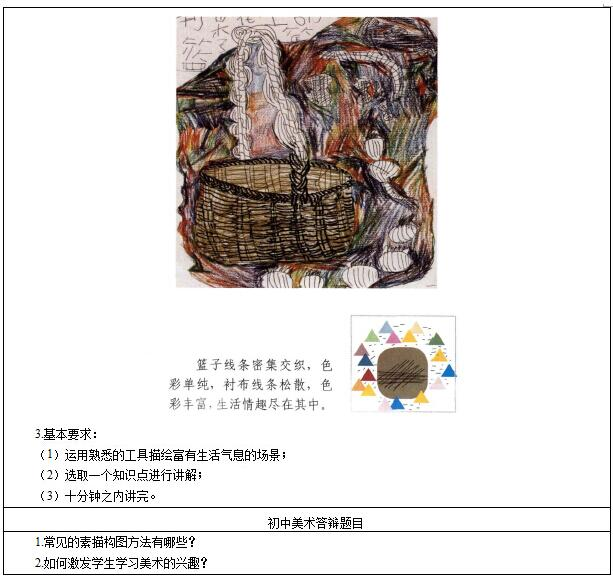 篮子线条密集交织，色
彩单纯，衬布线条松散，色
彩丰富，生活情趣尽在其中。
3.基本要求：
（1）运用熟悉的工具描绘富有生活气息的场景；
（2）选取一个知识点进行讲解；
（3）十分钟之内讲完。
初中美术答辩题目
1.常见的素描构图方法有哪些？
2.如何激发学生学习美术的兴趣？